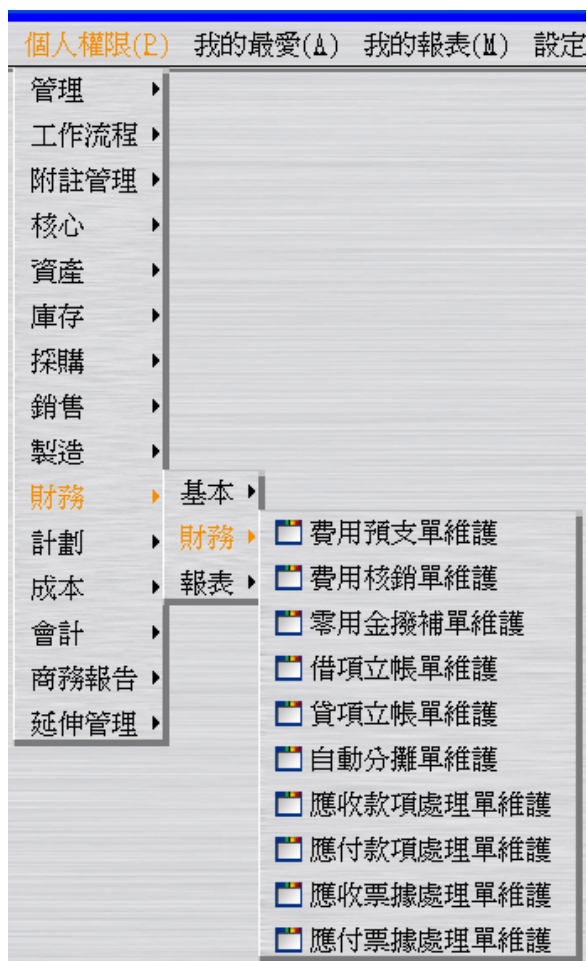 個人權限(P) 我的最愛(A) 我的報表(M) 設定
管理
工作流程
附註管理
核心
資產
庫存
採購
銷售
製造
財務
計劃
成本
會計
商務報告
延伸管理
基本
財務
報表
費用預支單維護
費用核銷單維護
零用金撥補單維護
借項立帳單維護
貸項立帳單維護
自動分攤單維護
應收款項處理單維護
應付款項處理單維護
應收票據處理單維護
應付票據處理單維護